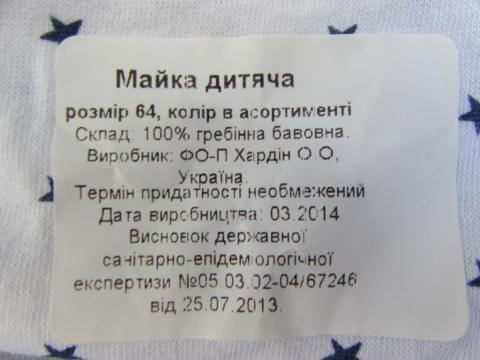 Майка дитяча
розмір 64, колір в асортименті
Склад: 100% гребінна бавовна.
Виробник: ФО-П Хардін О.О,
Україна.
Термін придатності необмежений
Дата виробництва: 03.2014
Висновок державної
санітарно-епідеміологічної
експертизи №05.03.02-04/67246
від 25.07.2013.